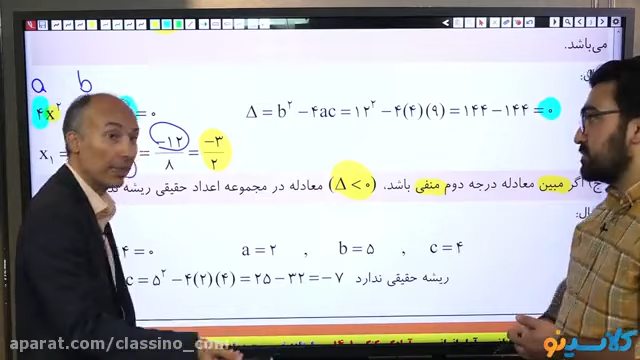 می‌باشد.
a b
۴x² = ۰ Δ = b² − ۴ac = ۱۲² − ۴(۴)(۹) = ۱۴۴ − ۱۴۴ = ۰
x₁ = = −۱۲/۸ = −۳/۲
ج) اگر مبین معادله درجه دوم منفی باشد. (Δ < ۰) معادله در مجموعه اعداد حقیقی ریشه
۴ = ۰ a = ۲ , b = ۵ , c = ۴
c = ۵² − ۴(۲)(۴) = ۲۵ − ۳۲ = −۷ ریشه حقیقی ندارد
aparat.com/classino_com
کلاسینو